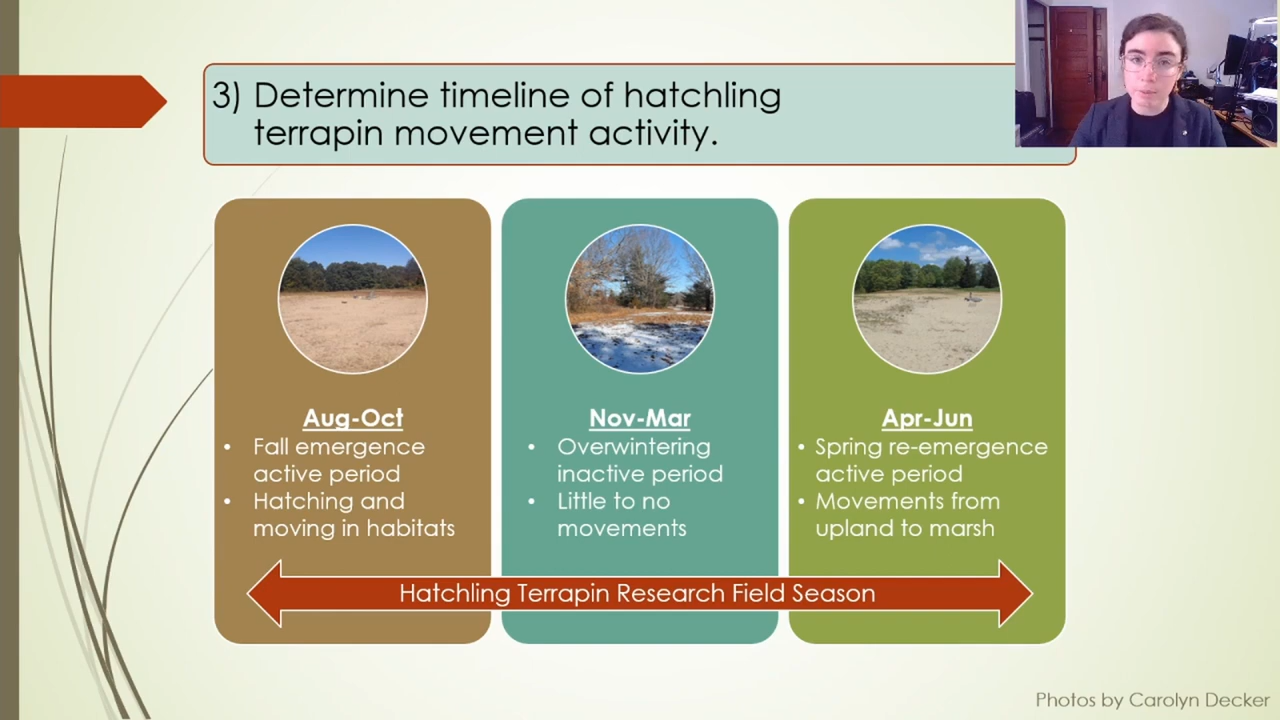 3) Determine timeline of hatchling
terrapin movement activity.
Aug-Oct
• Fall emergence
active period
• Hatching and
moving in habitats
Nov-Mar
• Overwintering
inactive period
• Little to no
movements
Apr-Jun
• Spring re-emergence
active period
• Movements from
upland to marsh
Hatchling Terrapin Research Field Season
Photos by Carolyn Decker